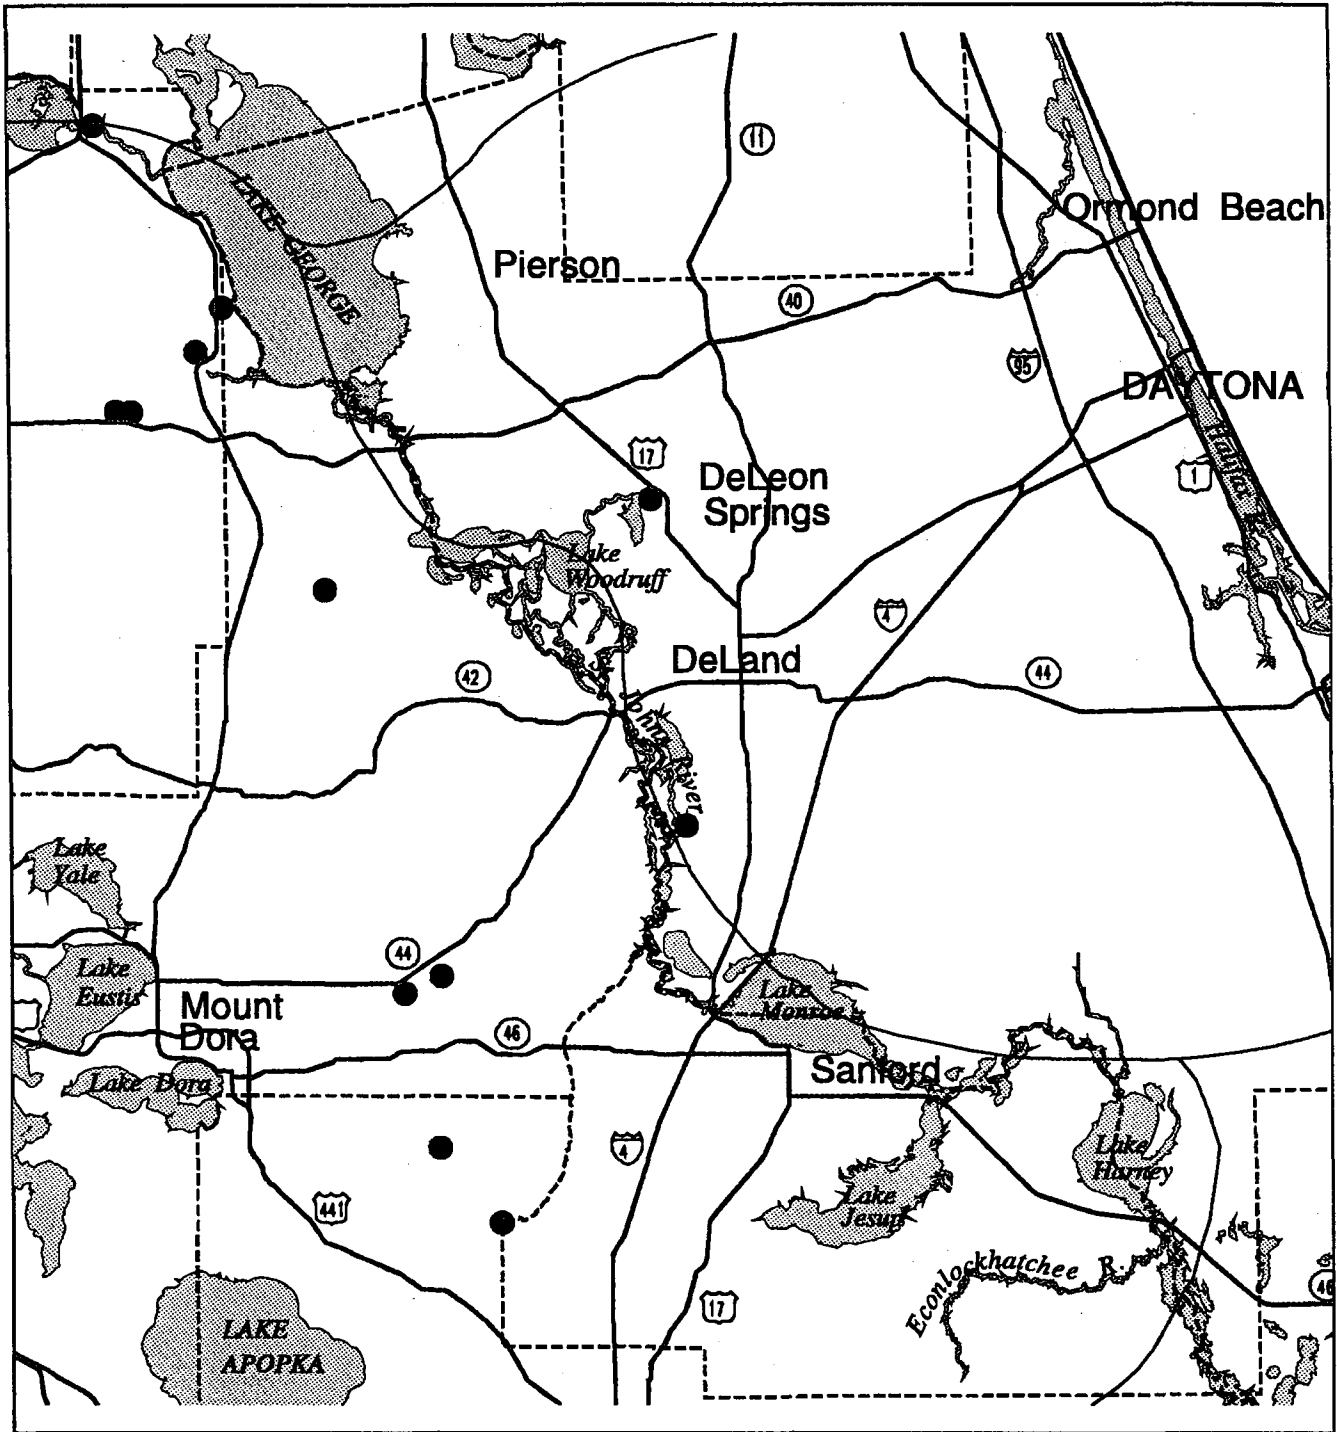 11
Ormond Beach
LAKE GEORGE
Pierson
40
95
DAYTONA
17
DeLeon
Springs
1
Halifax R.
Lake
Woodruff
4
DeLand
42
44
St. Johns River
Lake
Yale
44
Lake
Eustis
Mount
Dora
Lake
Monroe
46
Sanford
Lake Dora
4
Lake
Harney
441
Lake
Jesup
Econlockhatchee R.
46
17
LAKE
APOPKA